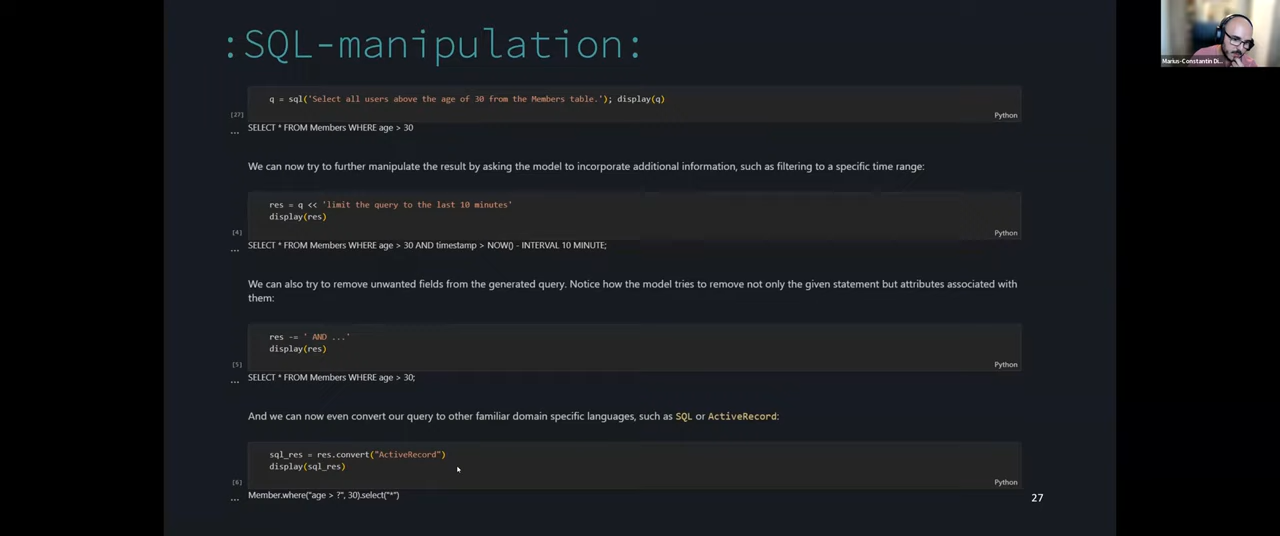 :SQL-manipulation:
Marius-Constantin Di...
q = sql('Select all users above the age of 30 from the Members table.'); display(q)
[27]
Python
...
SELECT * FROM Members WHERE age > 30
We can now try to further manipulate the result by asking the model to incorporate additional information, such as filtering to a specific time range:
res = q << 'limit the query to the last 10 minutes'
display(res)
[4]
Python
...
SELECT * FROM Members WHERE age > 30 AND timestamp > NOW() - INTERVAL 10 MINUTE;
We can also try to remove unwanted fields from the generated query. Notice how the model tries to remove not only the given statement but attributes associated with
them:
res -= ' AND ...'
display(res)
[5]
Python
...
SELECT * FROM Members WHERE age > 30;
And we can now even convert our query to other familiar domain specific languages, such as SQL or ActiveRecord:
sql_res = res.convert("ActiveRecord")
display(sql_res)
[6]
Python
...
Member.where("age > ?", 30).select("*")
27